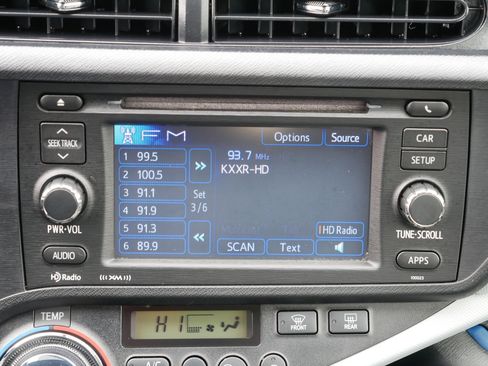 FM Options Source
1 99.5
2 100.5
3 91.1
4 91.9
5 91.3
6 89.9
Set
3/6
93.7 MHz
KXXR-HD
HD Radio
SCAN Text
SEEK TRACK
PWR·VOL
AUDIO
HD Radio
((( XM )))
CAR
SETUP
TUNE·SCROLL
APPS
100023
TEMP
HI
FRONT
REAR
A/C